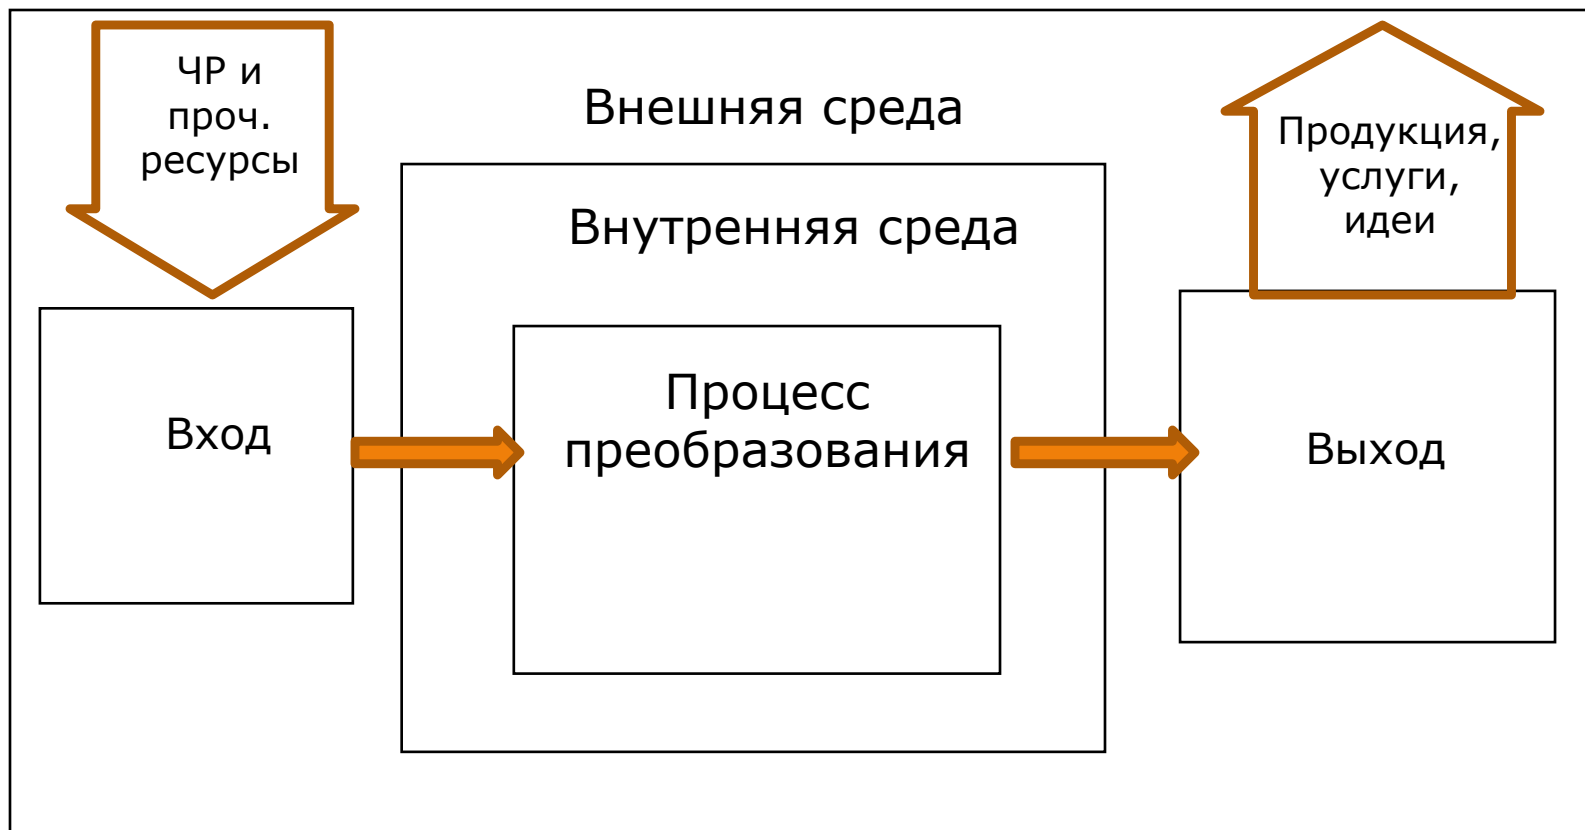 ЧР и
проч.
ресурсы
Внешняя среда
Продукция,
услуги,
идеи
Внутренняя среда
Вход
Процесс
преобразования
Выход